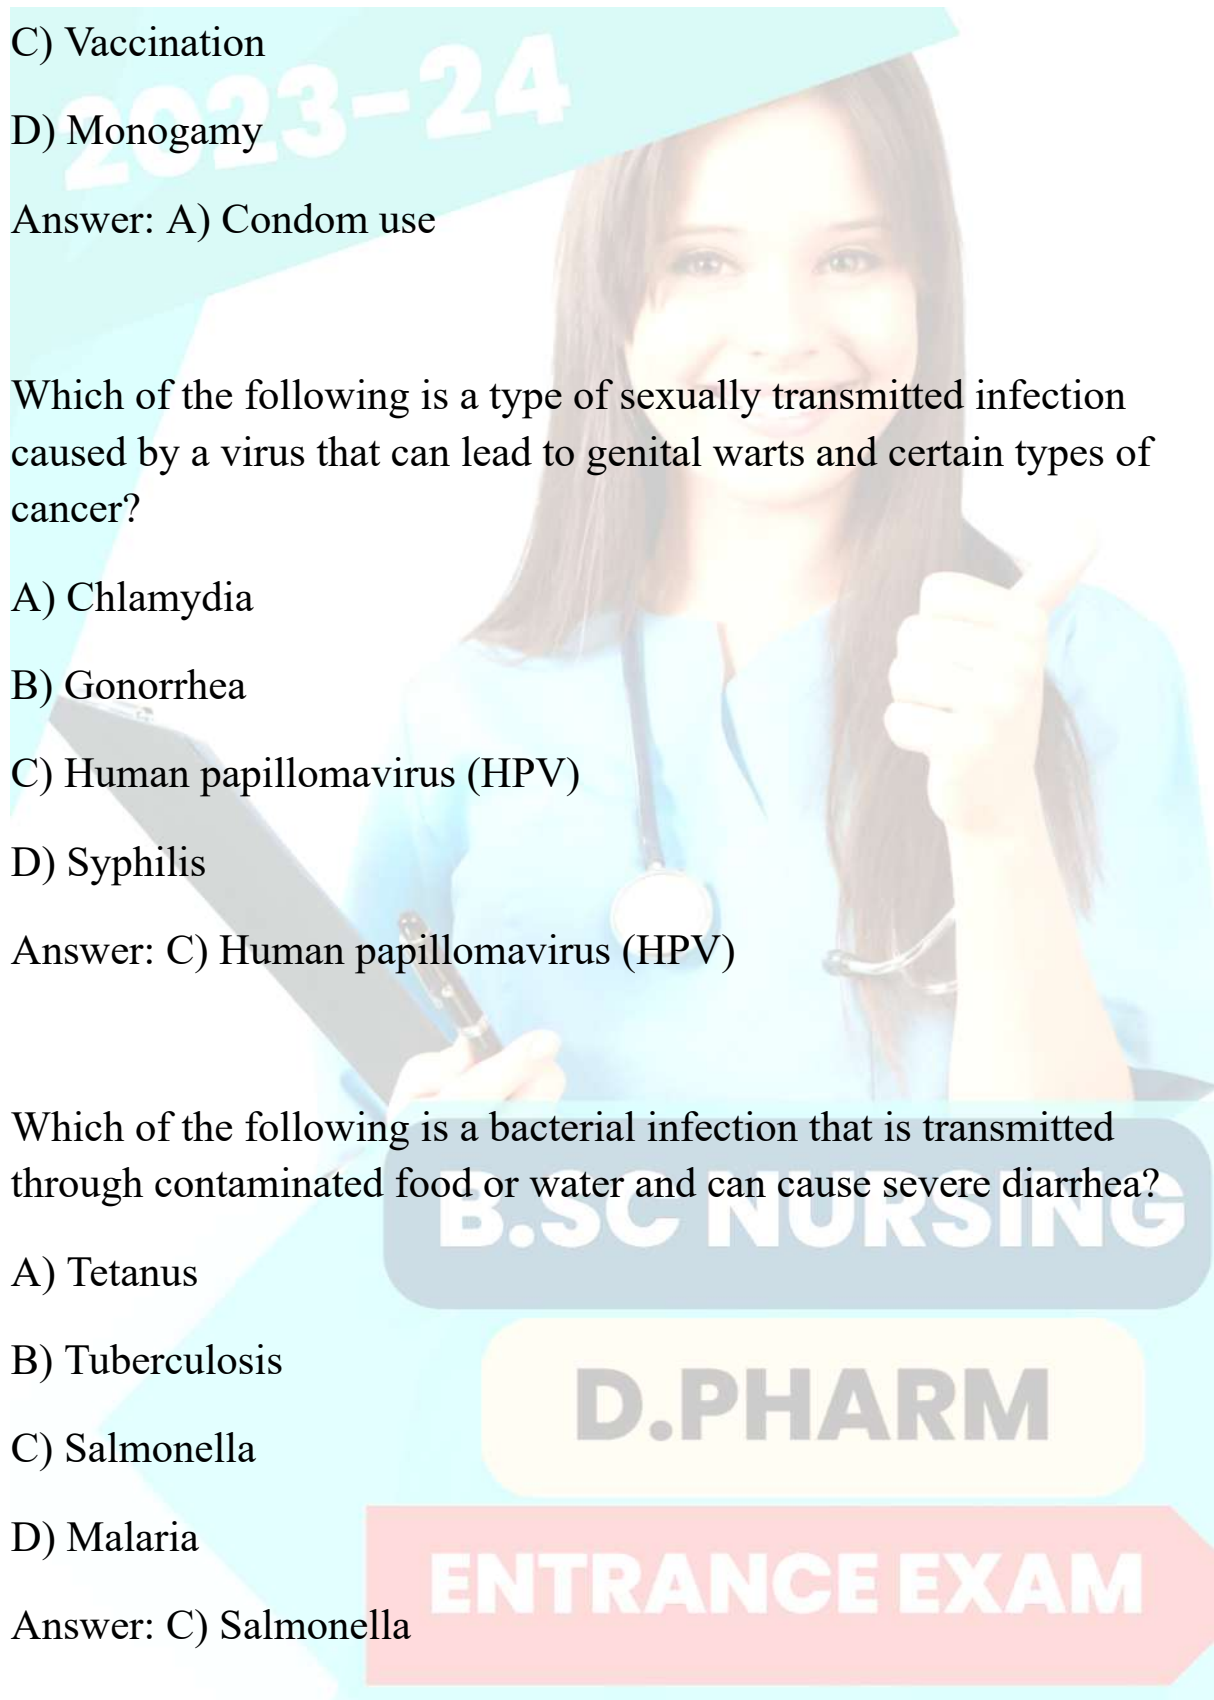 C) Vaccination
2023-24
D) Monogamy
Answer: A) Condom use
Which of the following is a type of sexually transmitted infection
caused by a virus that can lead to genital warts and certain types of
cancer?
A) Chlamydia
B) Gonorrhea
C) Human papillomavirus (HPV)
D) Syphilis
Answer: C) Human papillomavirus (HPV)
Which of the following is a bacterial infection that is transmitted
through contaminated food or water and can cause severe diarrhea?
B.SC NURSING
A) Tetanus
B) Tuberculosis
D.PHARM
C) Salmonella
D) Malaria
ENTRANCE EXAM
Answer: C) Salmonella